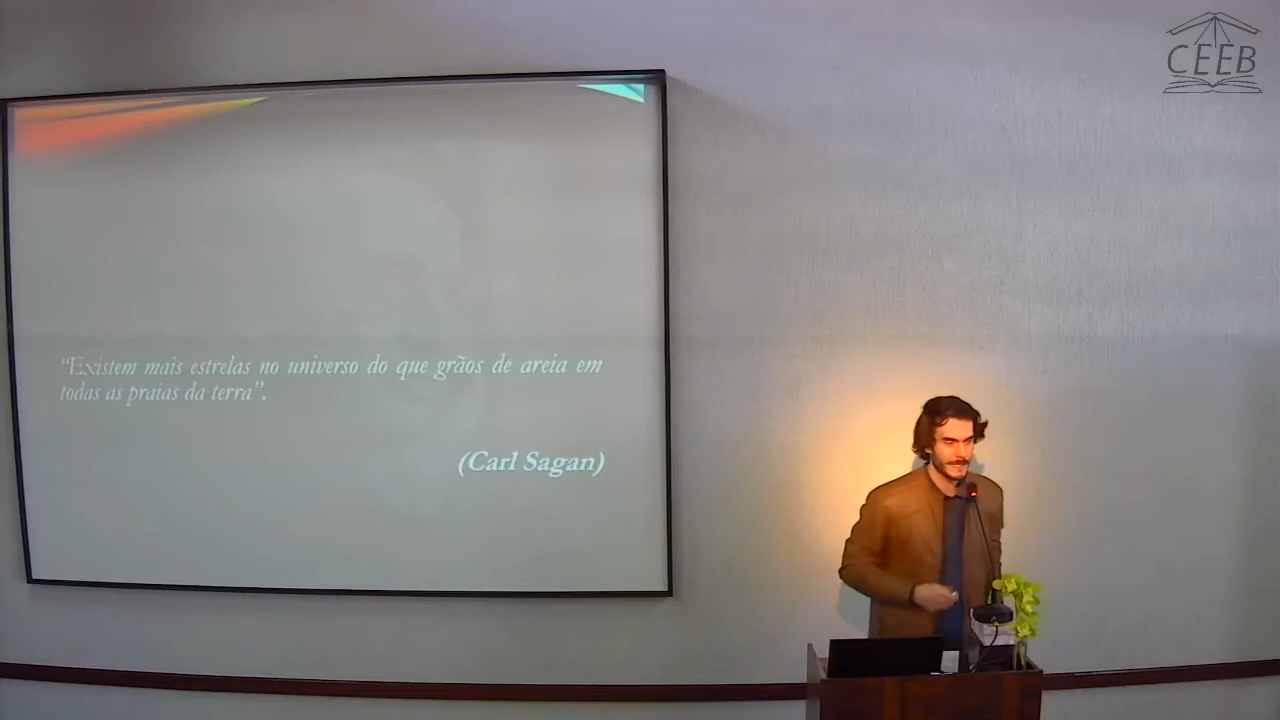 CEEB
"Existem mais estrelas no universo do que grãos de areia em
todas as praias da terra".
(Carl Sagan)